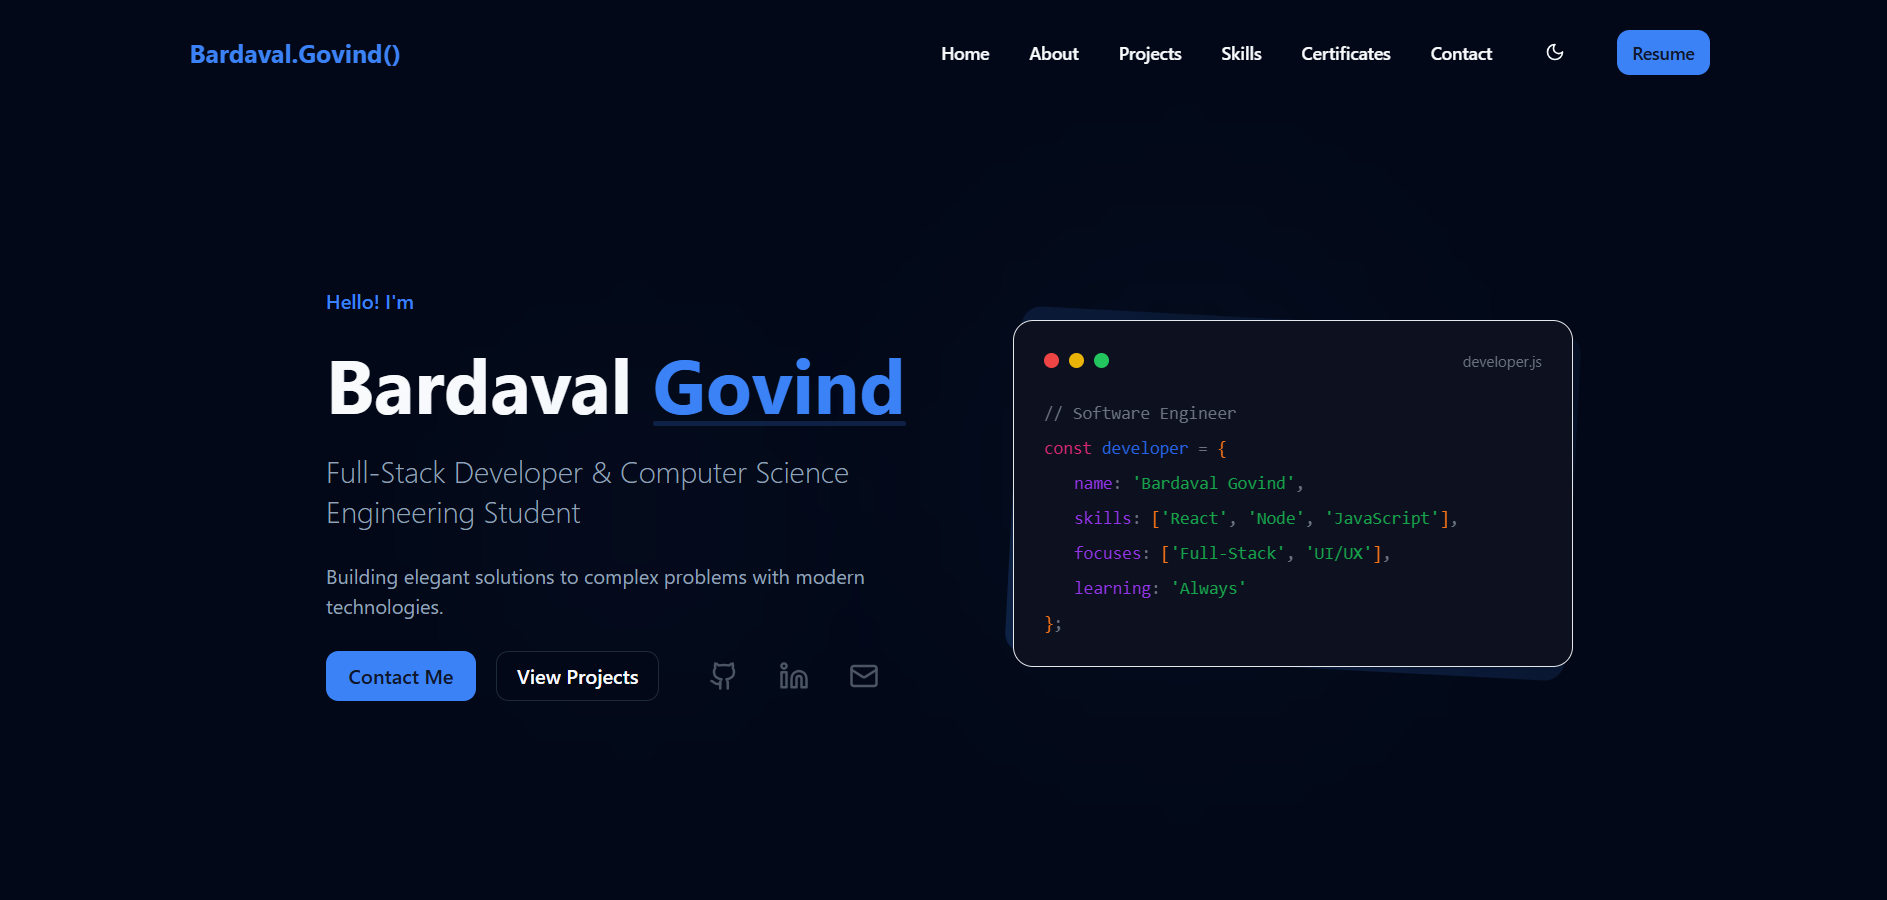 Bardaval.Govind()
Home About Projects Skills Certificates Contact Resume
Hello! I'm
Bardaval Govind
Full-Stack Developer & Computer Science
Engineering Student
Building elegant solutions to complex problems with modern
technologies.
Contact Me View Projects
developer.js
// Software Engineer
const developer = {
name: 'Bardaval Govind',
skills: ['React', 'Node', 'JavaScript'],
focuses: ['Full-Stack', 'UI/UX'],
learning: 'Always'
};